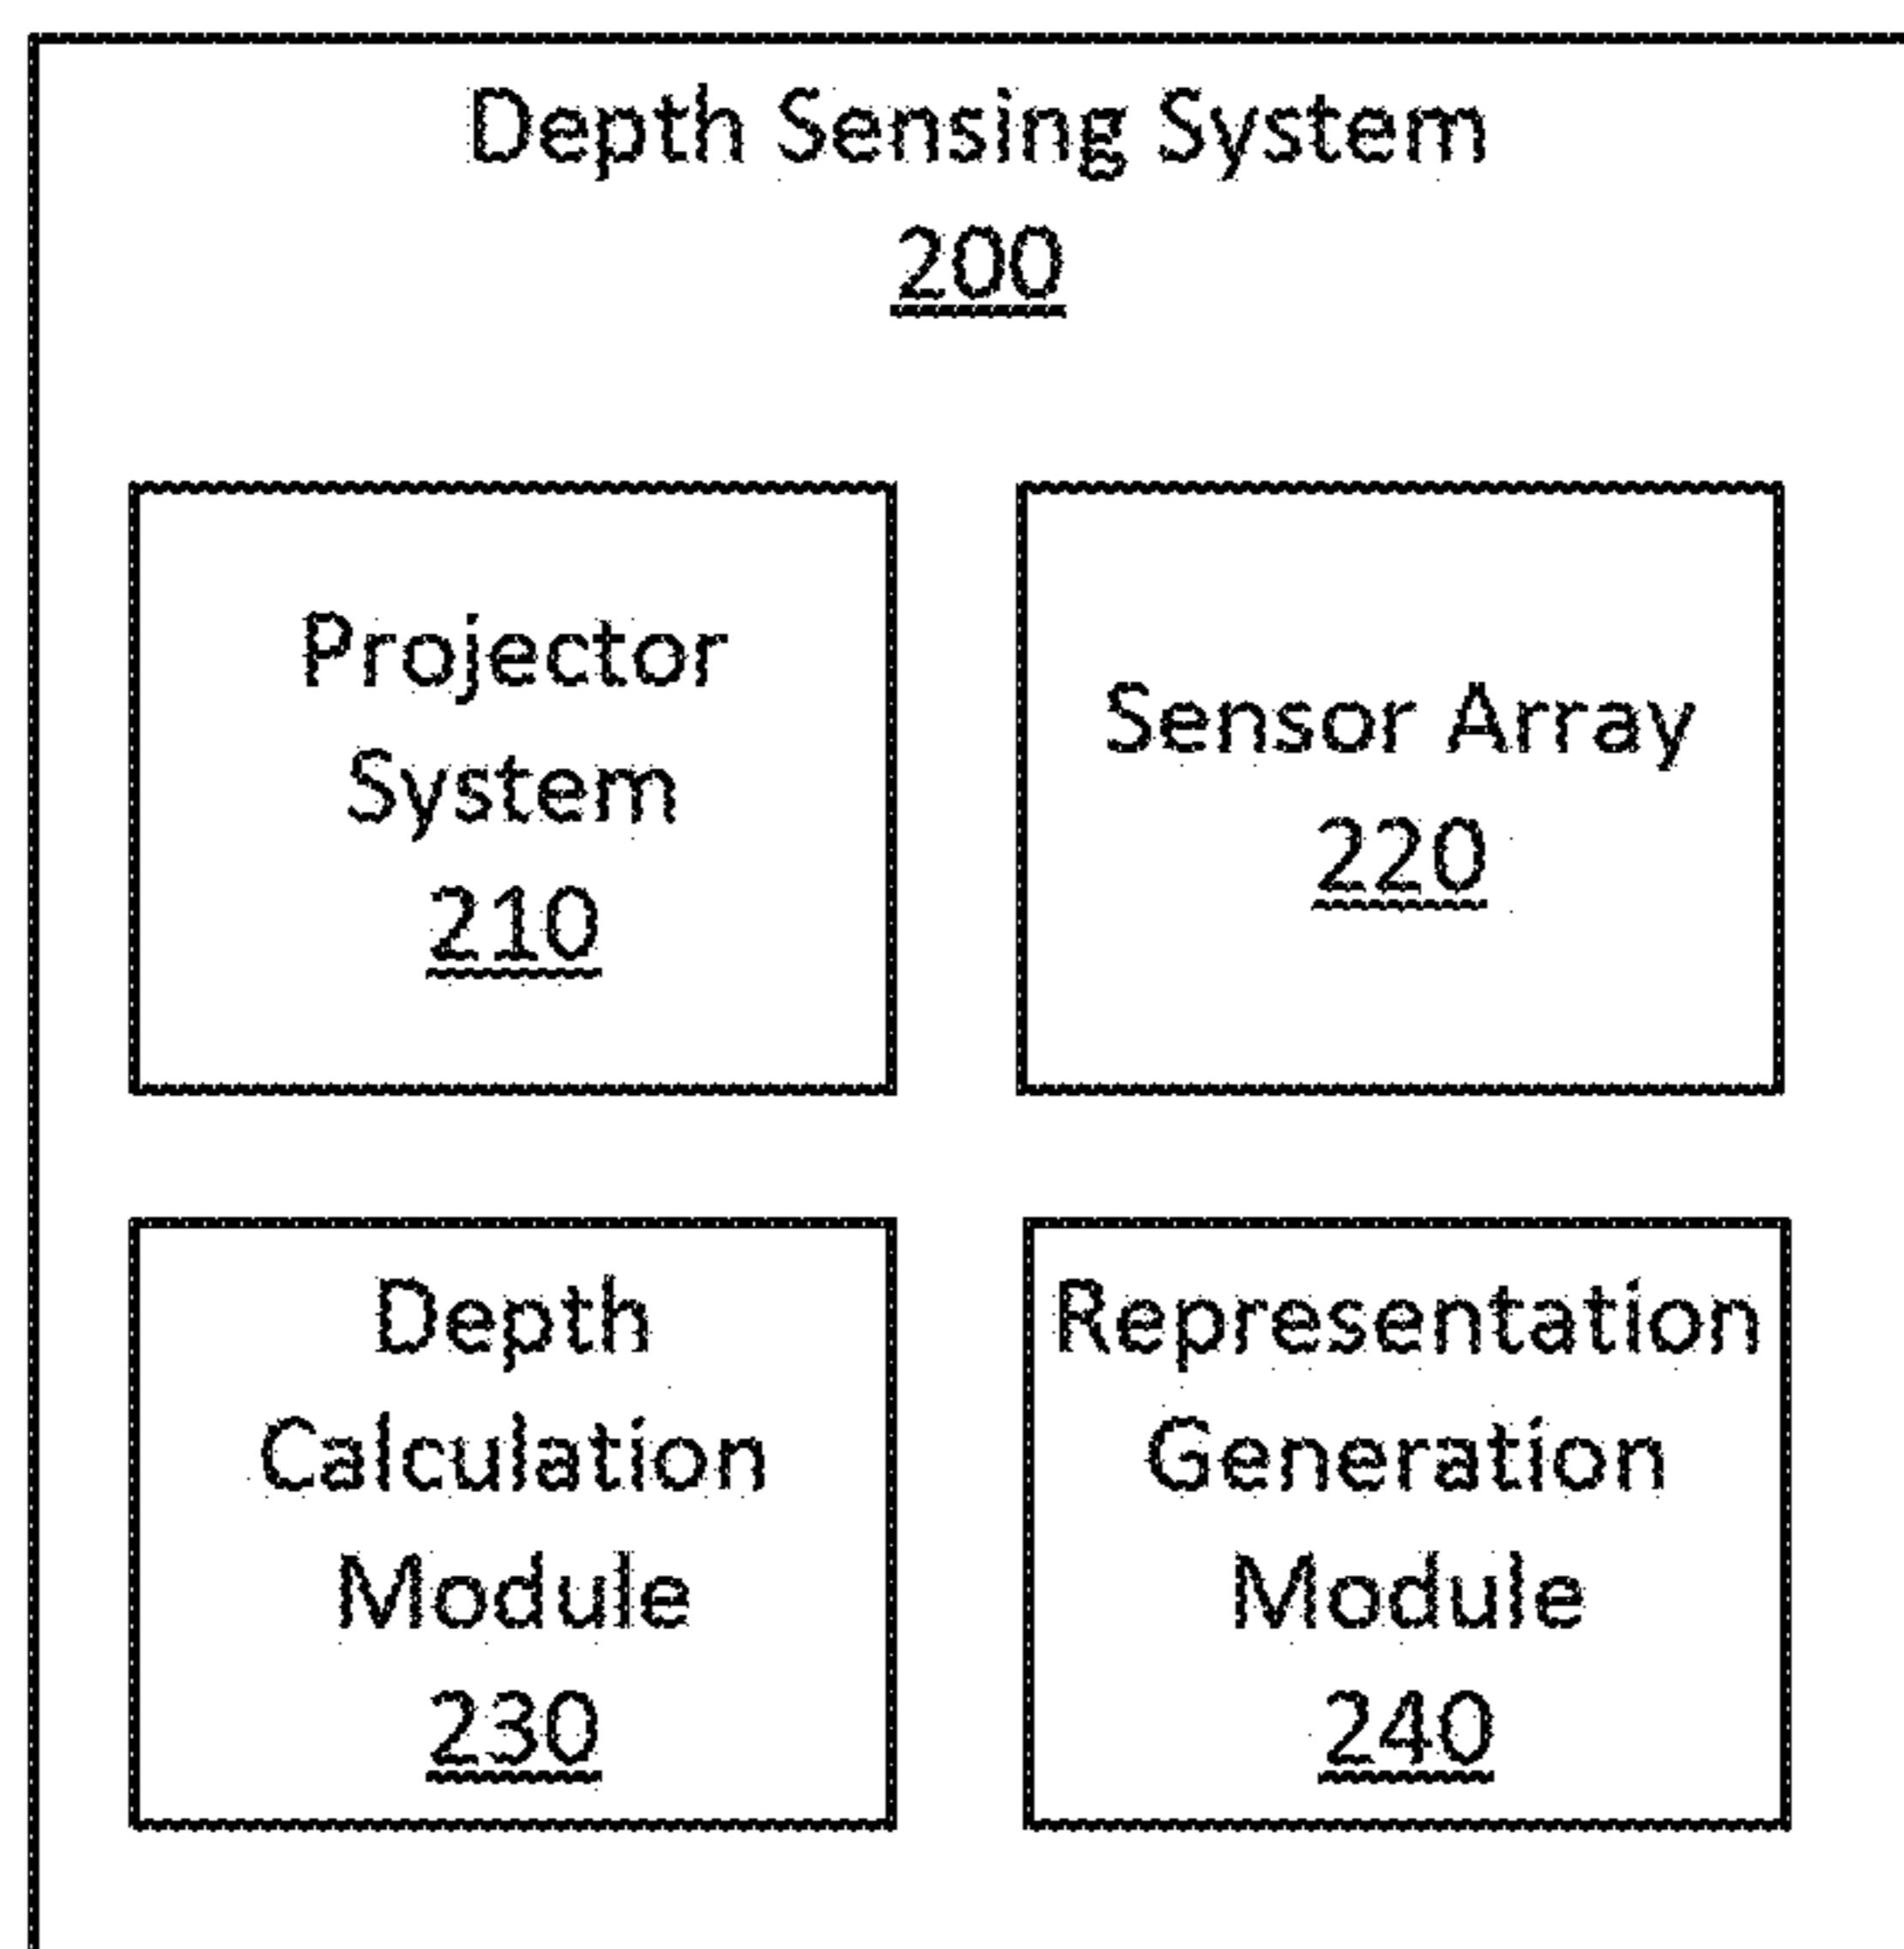 Depth Sensing System
200
Projector
System
210
Sensor Array
220
Depth
Calculation
Module
230
Representation
Generation
Module
240